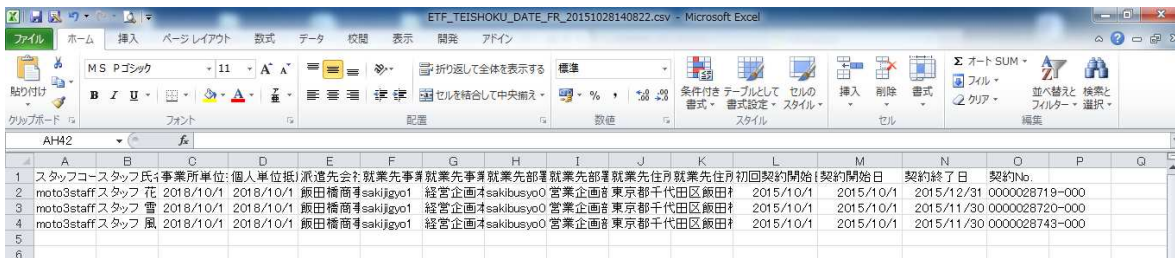 ETF_TEISHOKU_DATE_FR_20151028140822.csv - Microsoft Excel
ファイル ホーム 挿入 ページ レイアウト 数式 データ 校閲 表示 開発 アドイン
MS Pゴシック 11 折り返して全体を表示する 標準 Σ オート SUM
貼り付け B I U セルを結合して中央揃え % , 条件付き書式 テーブルとして書式設定 セルのスタイル 挿入 削除 書式 フィル クリア 並べ替えとフィルター 検索と選択
クリップボード フォント 配置 数値 スタイル セル 編集
AH42 fx
A B C D E F G H I J K L M N O P Q
1 スタッフコー スタッフ氏名 事業所単位 個人単位抵 派遣先会社 就業先事業 就業先事業 就業先部署 就業先部署 就業先住所 就業先住所 初回契約開始 契約開始日 契約終了日 契約No.
2 moto3staff スタッフ 花 2018/10/1 2018/10/1 飯田橋商事 sakijigyo1 経営企画本 sakibusyo0 営業企画部 東京都千代田区飯田橋 2015/10/1 2015/10/1 2015/12/31 0000028719-000
3 moto3staff スタッフ 雪 2018/10/1 2018/10/1 飯田橋商事 sakijigyo1 経営企画本 sakibusyo0 営業企画部 東京都千代田区飯田橋 2015/10/1 2015/10/1 2015/11/30 0000028720-000
4 moto3staff スタッフ 風 2018/10/1 2018/10/1 飯田橋商事 sakijigyo1 経営企画本 sakibusyo0 営業企画部 東京都千代田区飯田橋 2015/10/1 2015/10/1 2015/11/30 0000028743-000
5
6